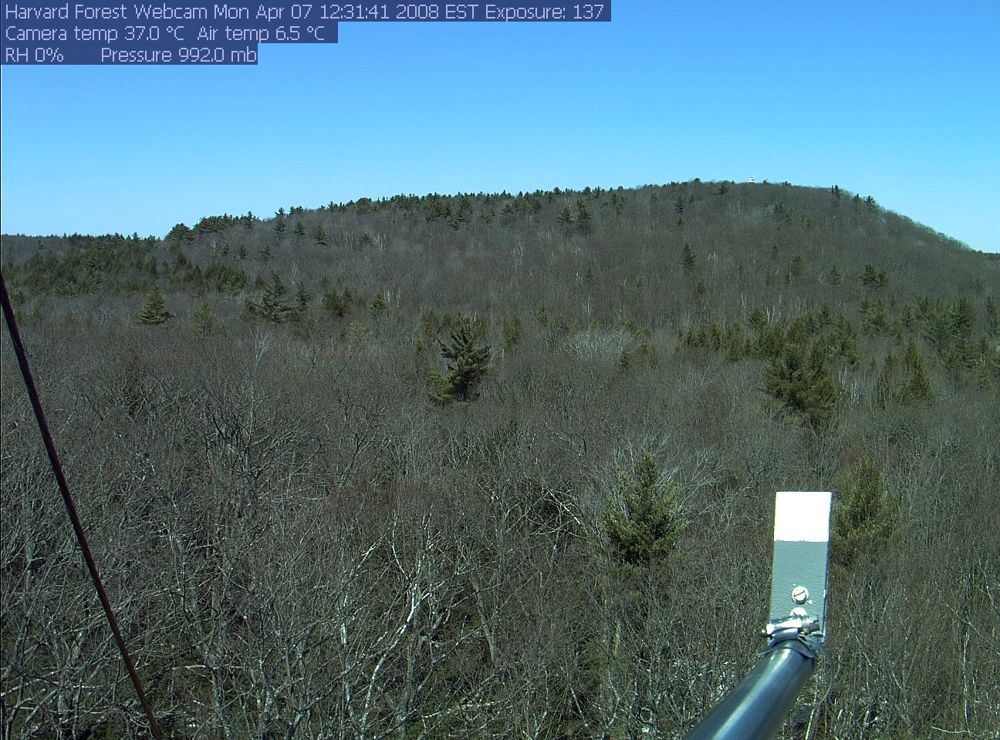 Harvard Forest Webcam Mon Apr 07 12:31:41 2008 EST Exposure: 137
Camera temp 37.0 °C Air temp 6.5 °C
RH 0% Pressure 992.0 mb